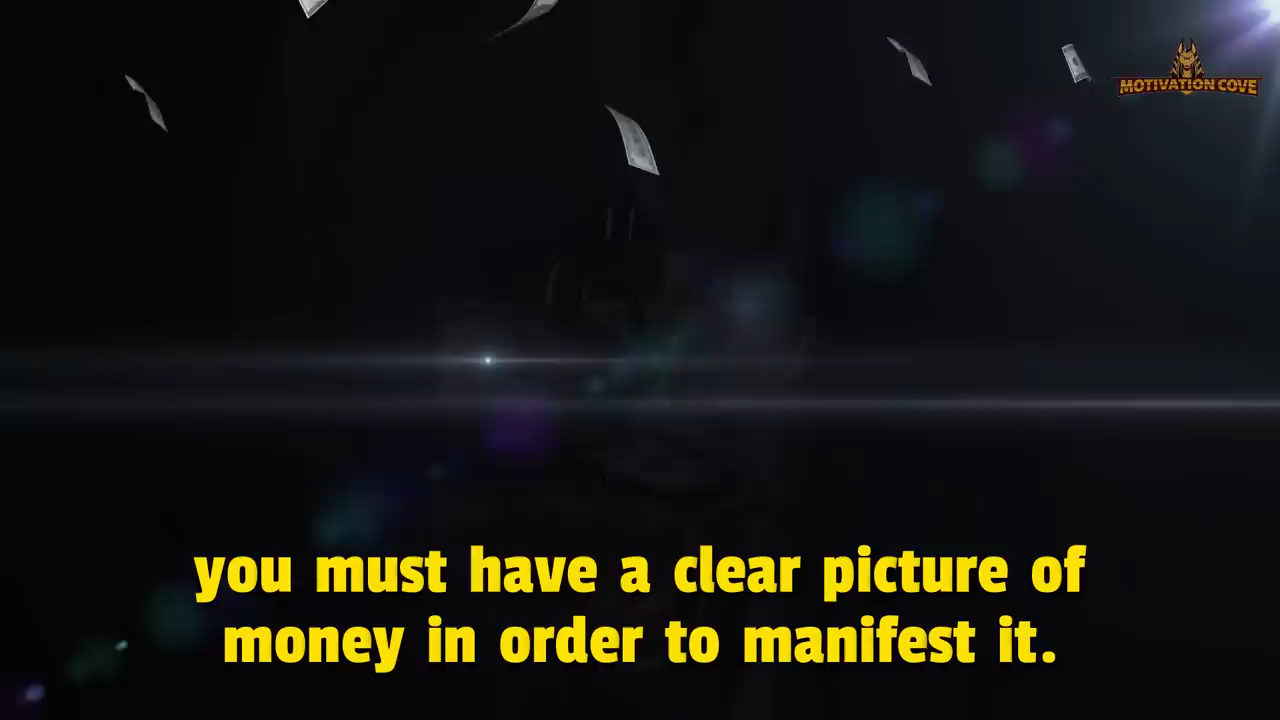 MOTIVATION COVE
you must have a clear picture of
money in order to manifest it.